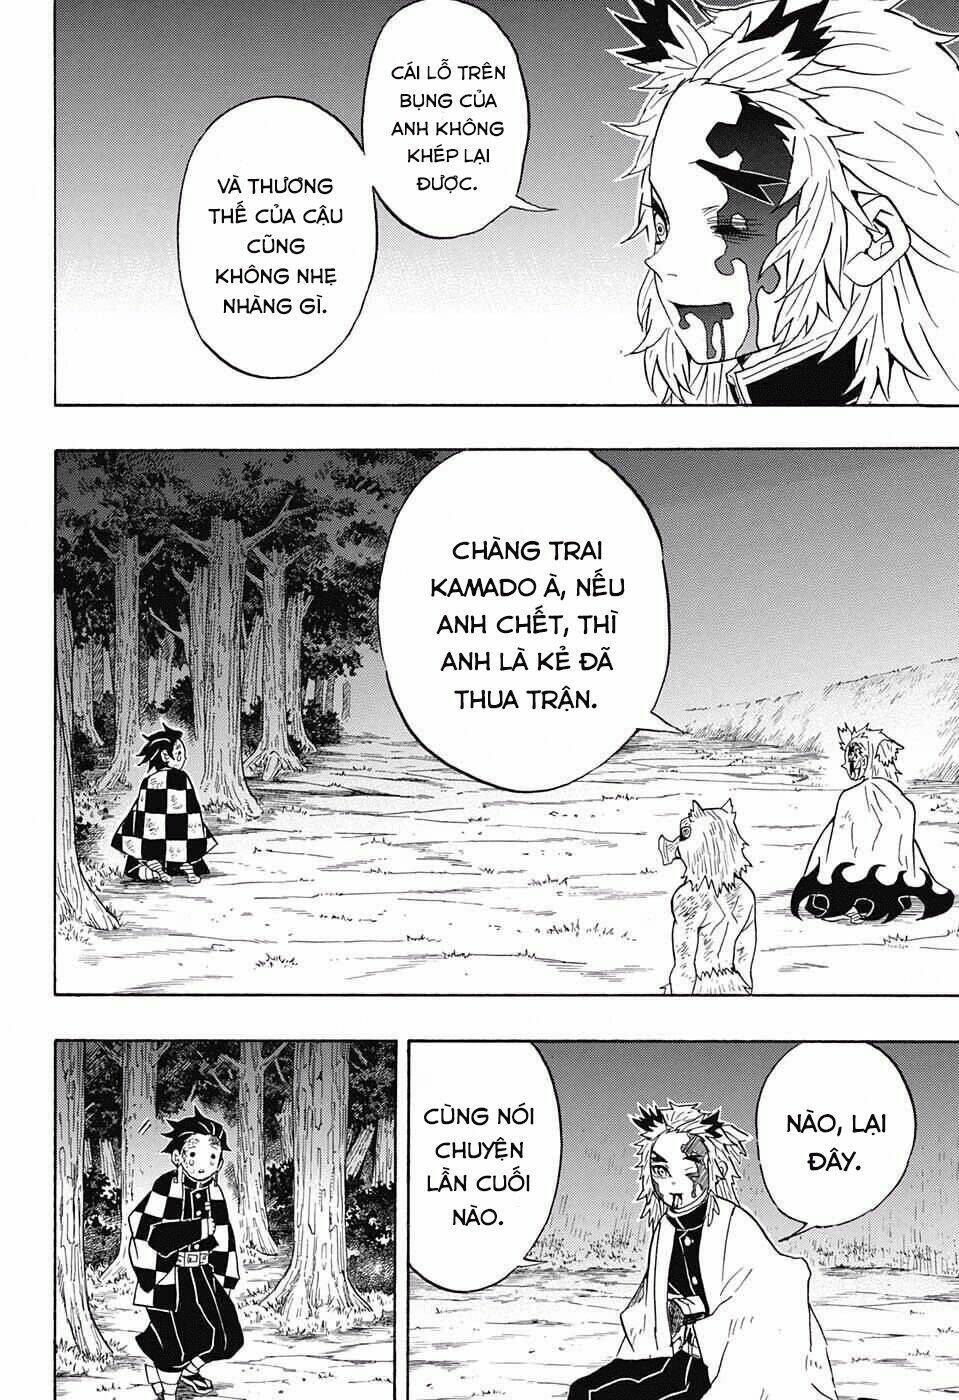 CÁI LỖ TRÊN
BỤNG CỦA
ANH KHÔNG
KHÉP LẠI
ĐƯỢC.
VÀ THƯƠNG
THẾ CỦA CẬU
CŨNG
KHÔNG NHẸ
NHÀNG GÌ.
CHÀNG TRAI
KAMADO À, NẾU
ANH CHẾT, THÌ
ANH LÀ KẺ ĐÃ
THUA TRẬN.
NÀO, LẠI
ĐÂY.
CÙNG NÓI
CHUYỆN
LẦN CUỐI
NÀO.